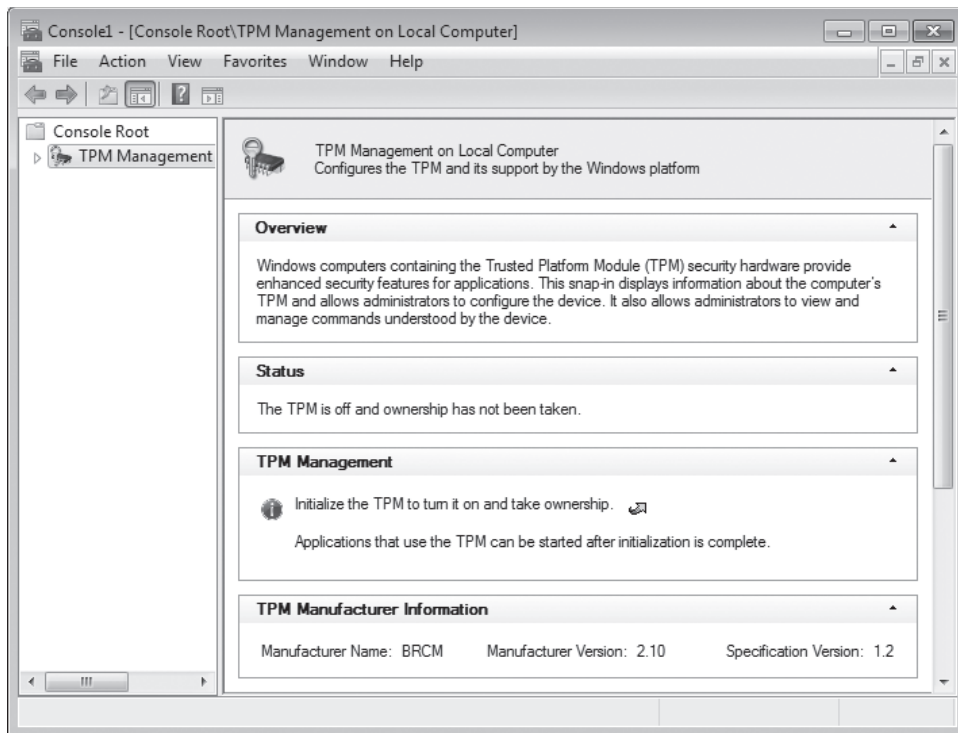 Console1 - [Console Root\TPM Management on Local Computer]
File Action View Favorites Window Help
Console Root
TPM Management
TPM Management on Local Computer
Configures the TPM and its support by the Windows platform
Overview
Windows computers containing the Trusted Platform Module (TPM) security hardware provide
enhanced security features for applications. This snap-in displays information about the computer's
TPM and allows administrators to configure the device. It also allows administrators to view and
manage commands understood by the device.
Status
The TPM is off and ownership has not been taken.
TPM Management
Initialize the TPM to turn it on and take ownership.
Applications that use the TPM can be started after initialization is complete.
TPM Manufacturer Information
Manufacturer Name: BRCM Manufacturer Version: 2.10 Specification Version: 1.2